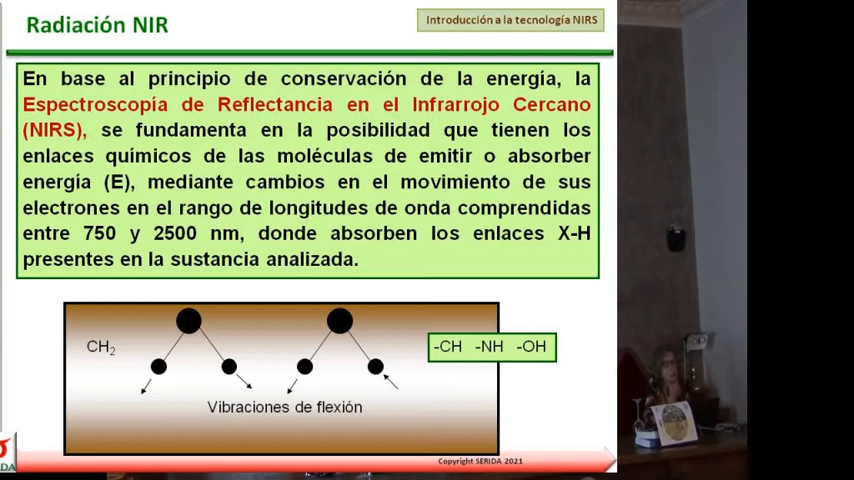 Radiación NIR
Introducción a la tecnología NIRS
En base al principio de conservación de la energía, la
Espectroscopía de Reflectancia en el Infrarrojo Cercano
(NIRS), se fundamenta en la posibilidad que tienen los
enlaces químicos de las moléculas de emitir o absorber
energía (E), mediante cambios en el movimiento de sus
electrones en el rango de longitudes de onda comprendidas
entre 750 y 2500 nm, donde absorben los enlaces X-H
presentes en la sustancia analizada.
CH2
-CH -NH -OH
Vibraciones de flexión
Copyright SERIDA 2021